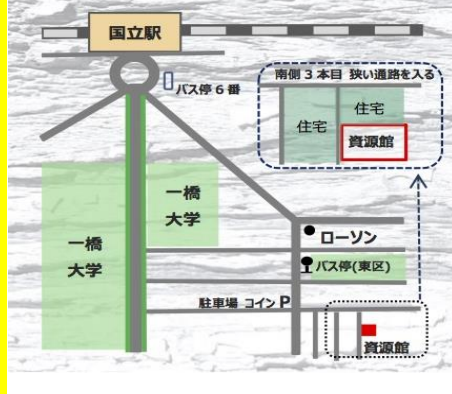 国立駅
バス停 6 番
南側 3 本目 狭い通路を入る
住宅
住宅
資源館
一橋
大学
一橋
大学
ローソン
バス停(東区)
駐車場 コイン P
資源館